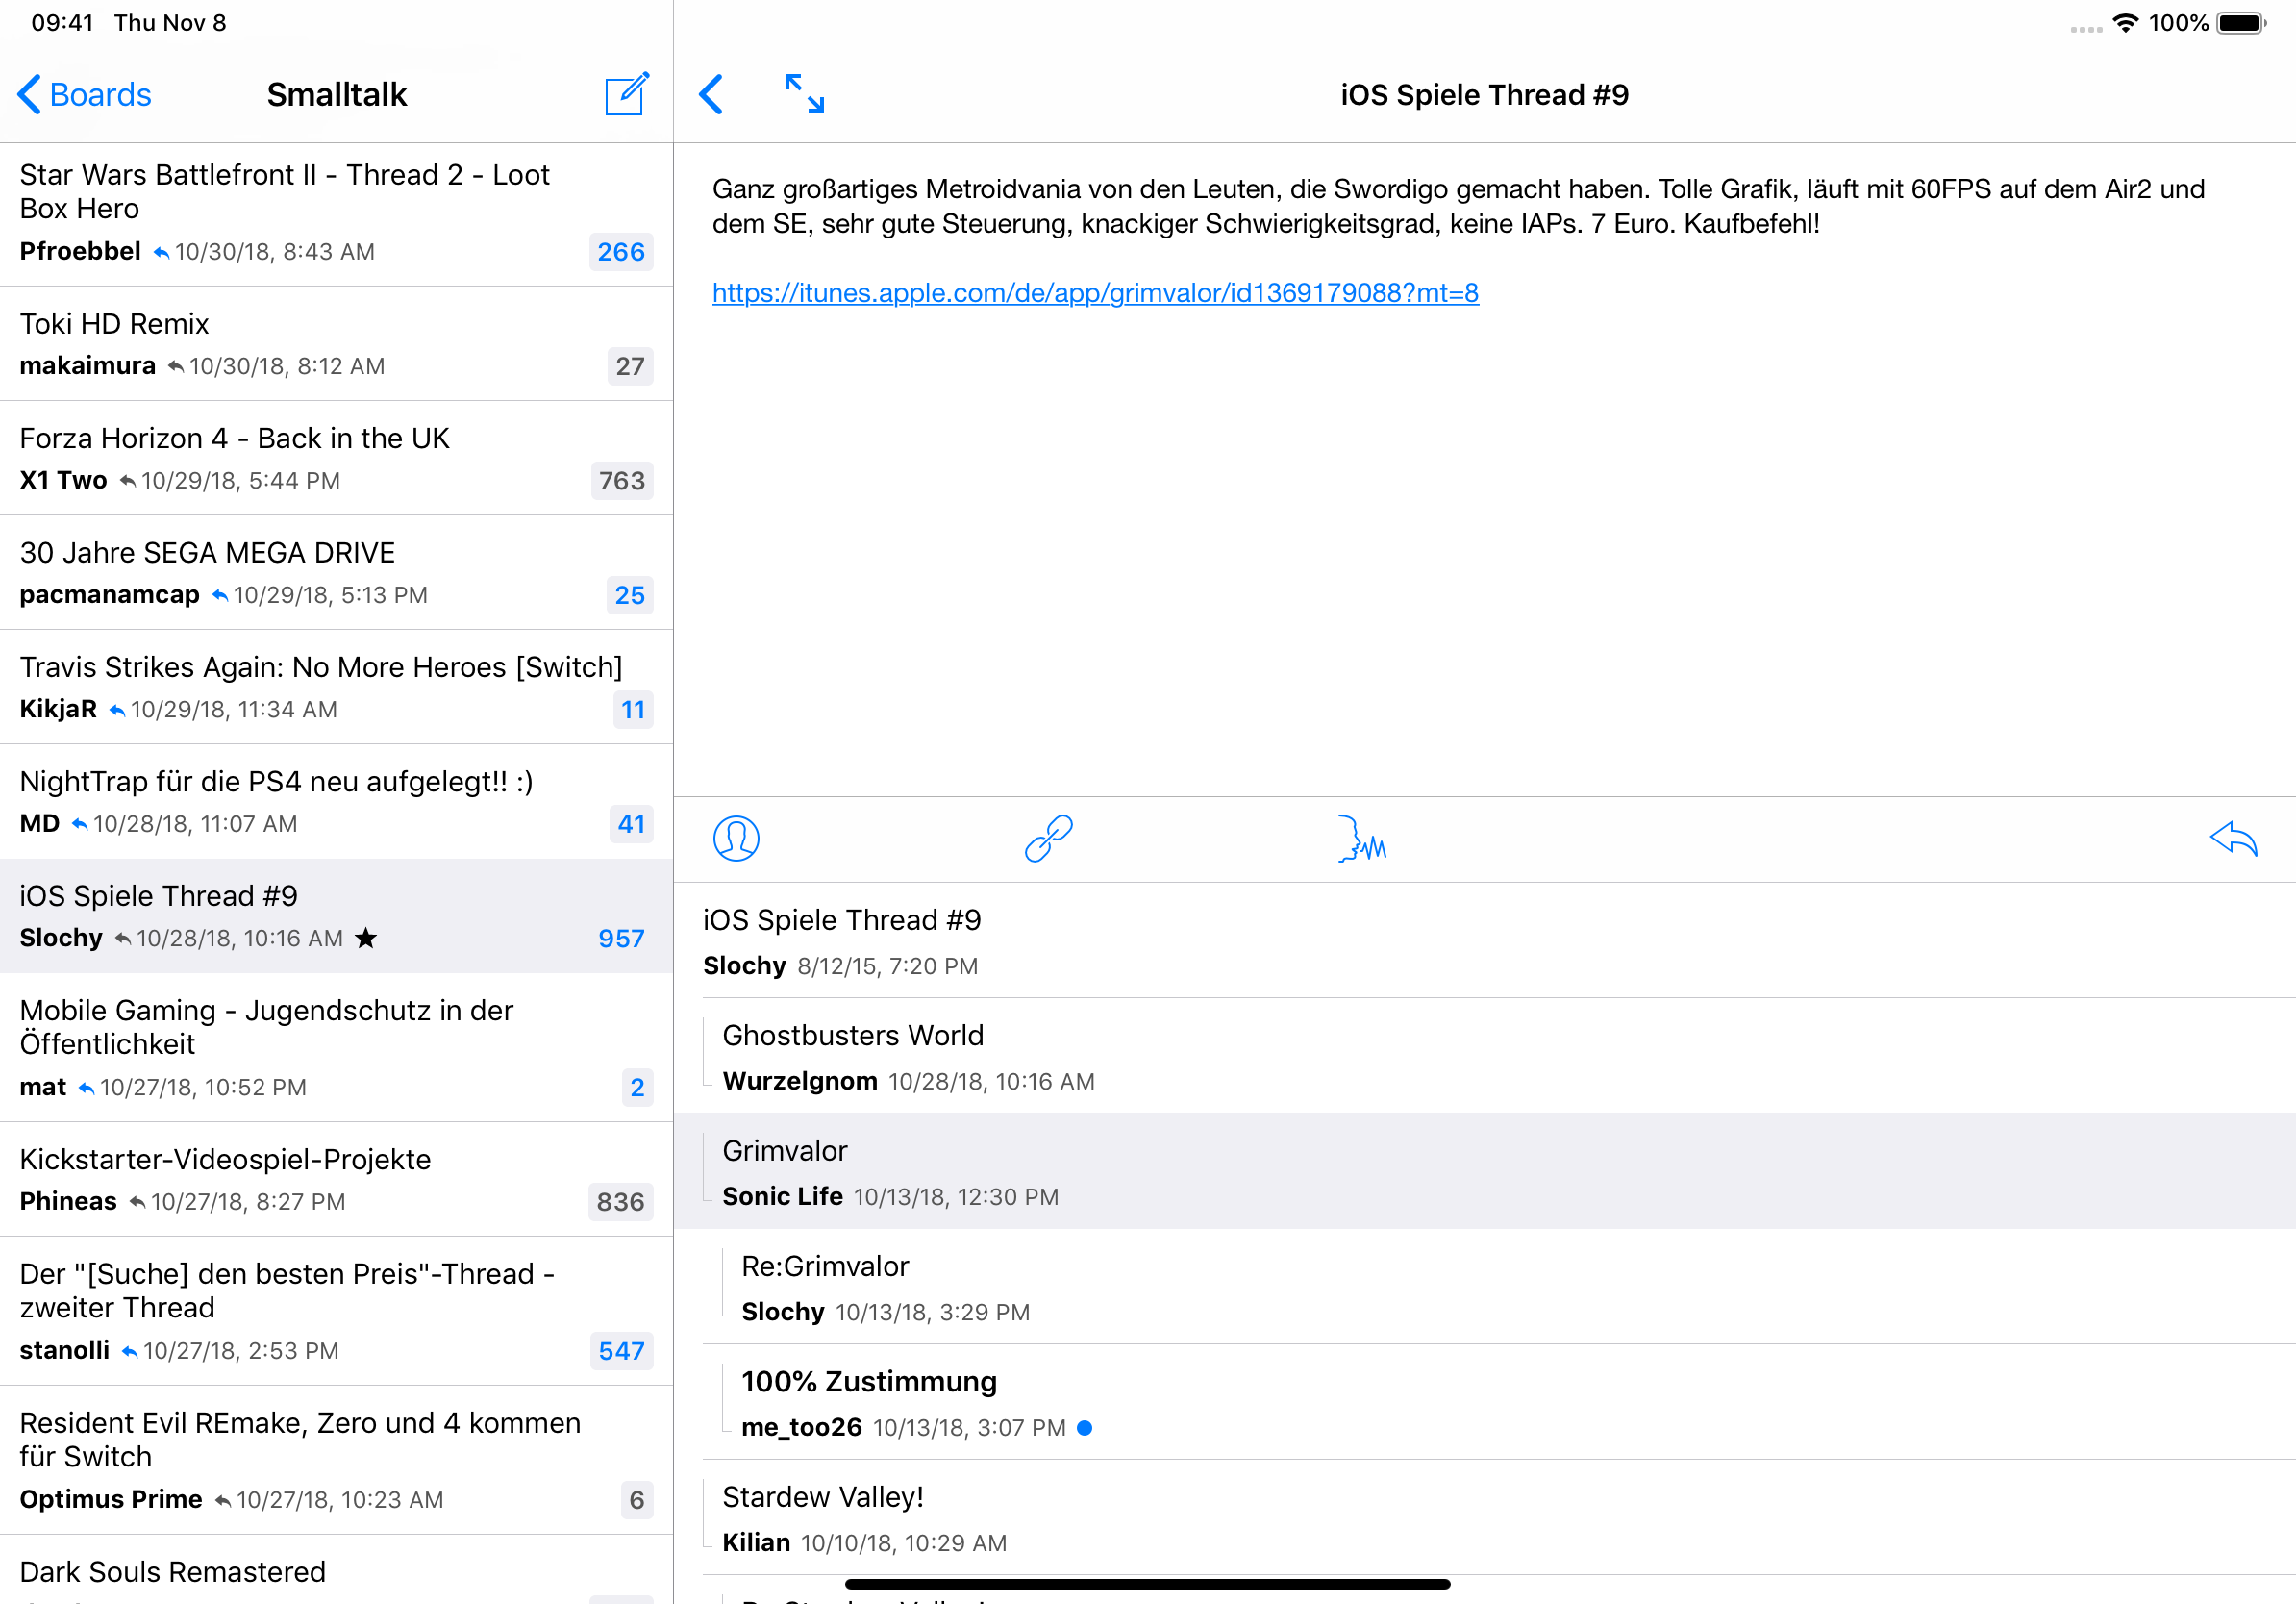 09:41 Thu Nov 8
100%
Boards
Smalltalk
Star Wars Battlefront II - Thread 2 - Loot
Box Hero
Pfroebbel 10/30/18, 8:43 AM
266
Toki HD Remix
makaimura 10/30/18, 8:12 AM
27
Forza Horizon 4 - Back in the UK
X1 Two 10/29/18, 5:44 PM
763
30 Jahre SEGA MEGA DRIVE
pacmanamcap 10/29/18, 5:13 PM
25
Travis Strikes Again: No More Heroes [Switch]
KikjaR 10/29/18, 11:34 AM
11
NightTrap für die PS4 neu aufgelegt!! :)
MD 10/28/18, 11:07 AM
41
iOS Spiele Thread #9
Slochy 10/28/18, 10:16 AM ★
957
Mobile Gaming - Jugendschutz in der
Öffentlichkeit
mat 10/27/18, 10:52 PM
2
Kickstarter-Videospiel-Projekte
Phineas 10/27/18, 8:27 PM
836
Der "[Suche] den besten Preis"-Thread -
zweiter Thread
stanolli 10/27/18, 2:53 PM
547
Resident Evil REmake, Zero und 4 kommen
für Switch
Optimus Prime 10/27/18, 10:23 AM
6
Dark Souls Remastered
iOS Spiele Thread #9
Ganz großartiges Metroidvania von den Leuten, die Swordigo gemacht haben. Tolle Grafik, läuft mit 60FPS auf dem Air2 und
dem SE, sehr gute Steuerung, knackiger Schwierigkeitsgrad, keine IAPs. 7 Euro. Kaufbefehl!
https://itunes.apple.com/de/app/grimvalor/id1369179088?mt=8
iOS Spiele Thread #9
Slochy 8/12/15, 7:20 PM
Ghostbusters World
Wurzelgnom 10/28/18, 10:16 AM
Grimvalor
Sonic Life 10/13/18, 12:30 PM
Re:Grimvalor
Slochy 10/13/18, 3:29 PM
100% Zustimmung
me_too26 10/13/18, 3:07 PM
Stardew Valley!
Kilian 10/10/18, 10:29 AM